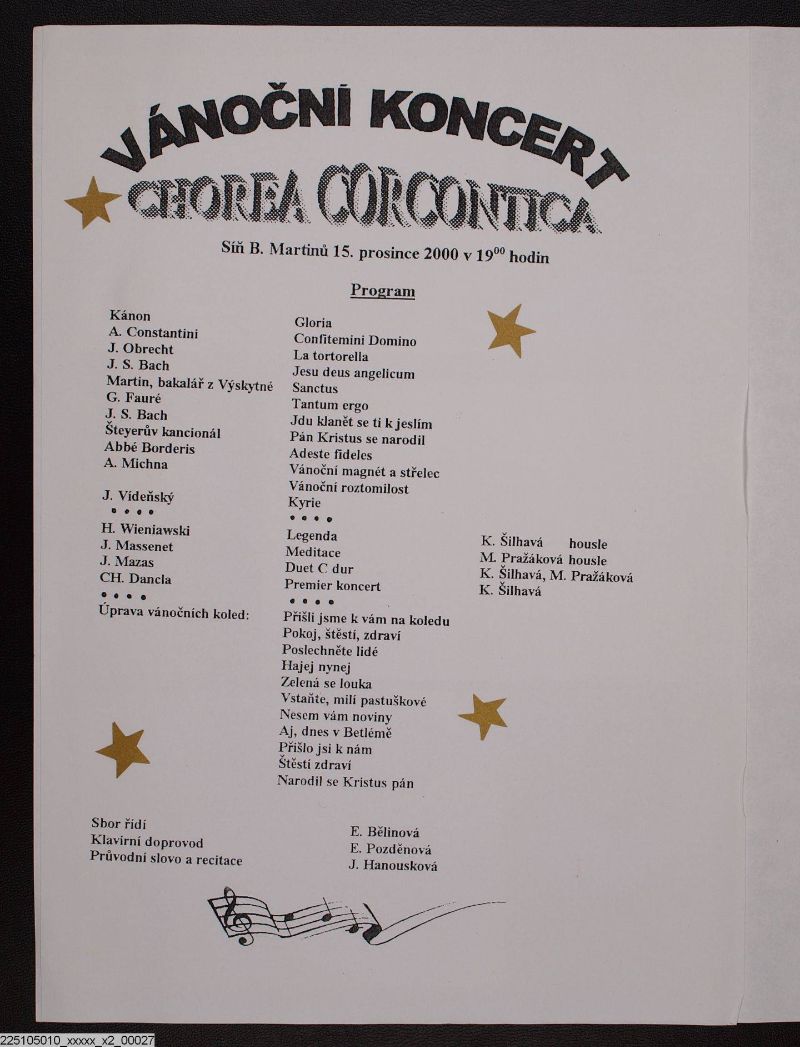 VÁNOČNÍ KONCERT
CHOREA CORCONTICA
Síň B. Martinů 15. prosince 2000 v 19⁰⁰ hodin
Program
Kánon Gloria
A. Constantini Confitemini Domino
J. Obrecht La tortorella
J. S. Bach Jesu deus angelicum
Martin, bakalář z Výskytné Sanctus
G. Fauré Tantum ergo
J. S. Bach Jdu klanět se ti k jeslím
Šteyerův kancionál Pán Kristus se narodil
Abbé Borderis Adeste fideles
A. Michna Vánoční magnét a střelec
Vánoční roztomilost
J. Vídeňský Kyrie
• • • • • • • •
H. Wieniawski Legenda K. Šilhavá housle
J. Massenet Meditace M. Pražáková housle
J. Mazas Duet C dur K. Šilhavá, M. Pražáková
CH. Dancla Premier koncert K. Šilhavá
• • • • • • • •
Úprava vánočních koled: Přišli jsme k vám na koledu
Pokoj, štěstí, zdraví
Poslechněte lidé
Hajej nynej
Zelená se louka
Vstaňte, milí pastuškové
Nesem vám noviny
Aj, dnes v Betlémě
Přišlo jsi k nám
Štěstí zdraví
Narodil se Kristus pán
Sbor řídí E. Bělinová
Klavírní doprovod E. Pozděnová
Průvodní slovo a recitace J. Hanousková
225105010_xxxxx_x2_00027